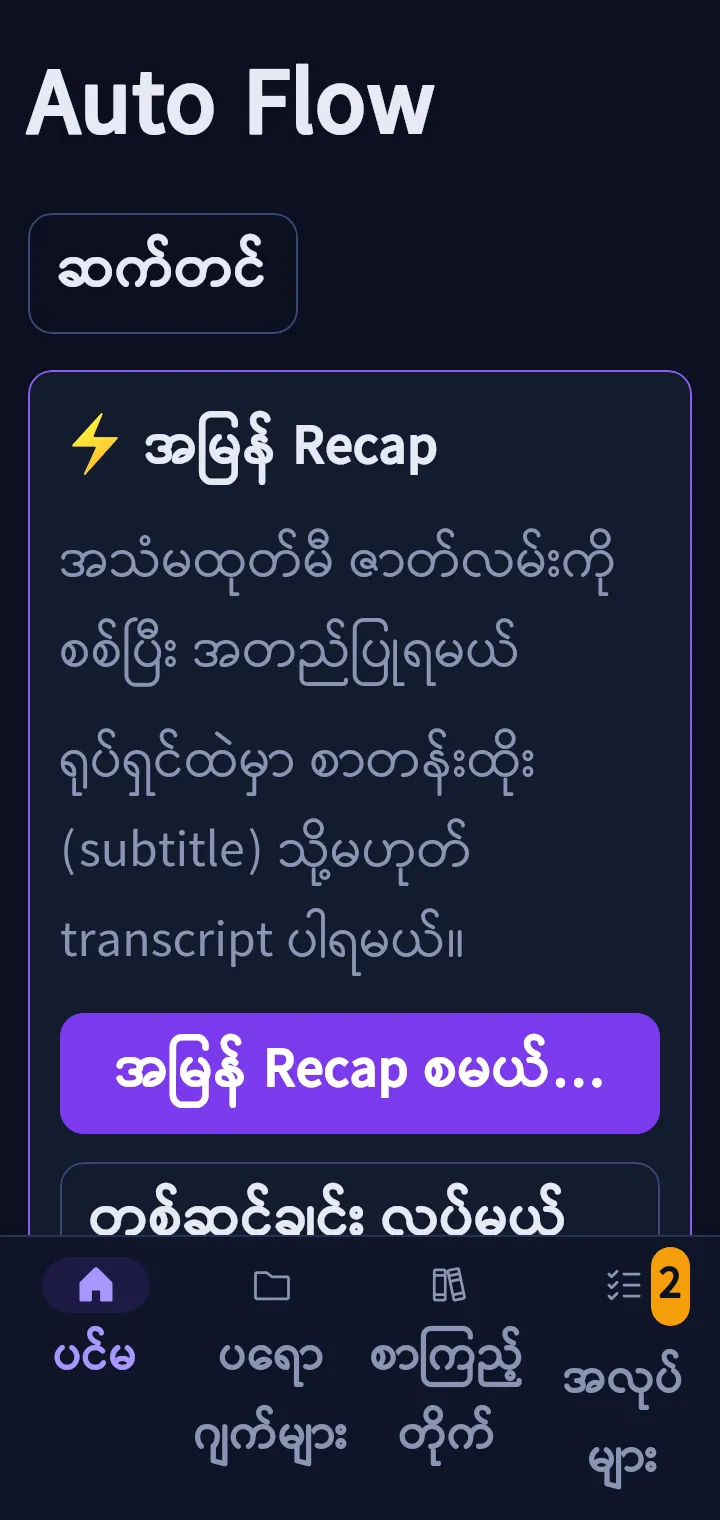 Auto Flow
ဆက်တင်
⚡ အမြန် Recap
အသံမထုတ်မီ ဇာတ်လမ်းကို
စစ်ပြီး အတည်ပြုရမယ်
ရုပ်ရှင်ထဲမှာ စာတန်းထိုး
(subtitle) သို့မဟုတ်
transcript ပါရမယ်။
အမြန် Recap စမယ်…
တစ်ဆင့်ချင်း လုပ်မယ်
2
ပင်မ
ပရော
ဂျက်များ
စာကြည့်
တိုက်
အလုပ်
များ